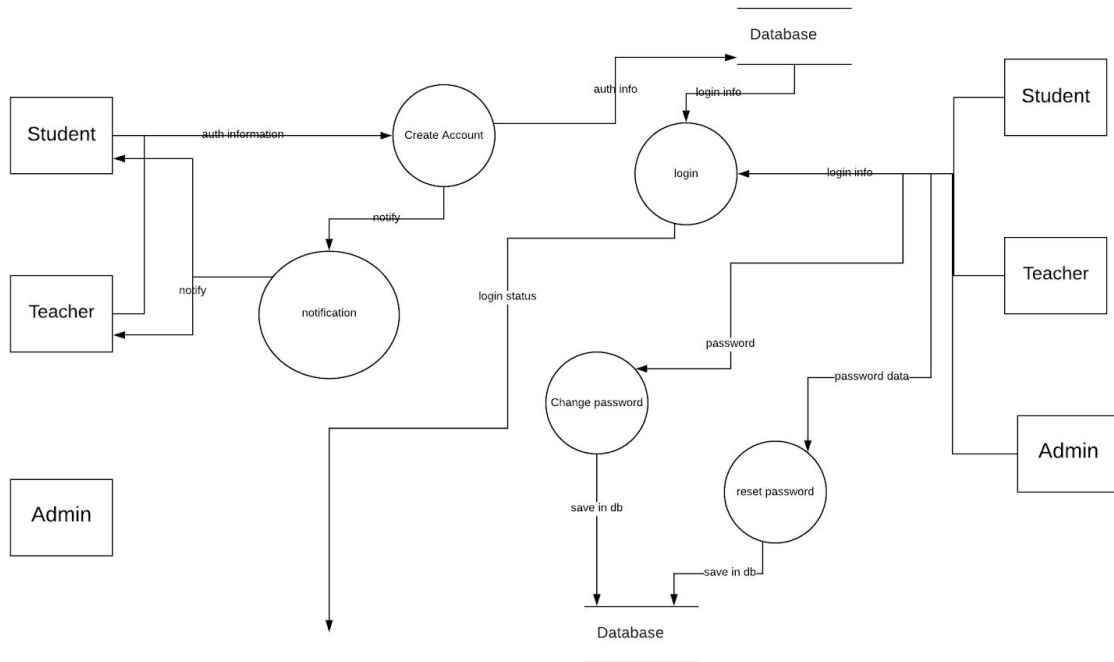 Database
auth info
login info
Student
Student
auth information
Create Account
login
login info
notify
Teacher
Teacher
notify
notification
login status
password
password data
Change password
Admin
reset password
Admin
save in db
save in db
Database